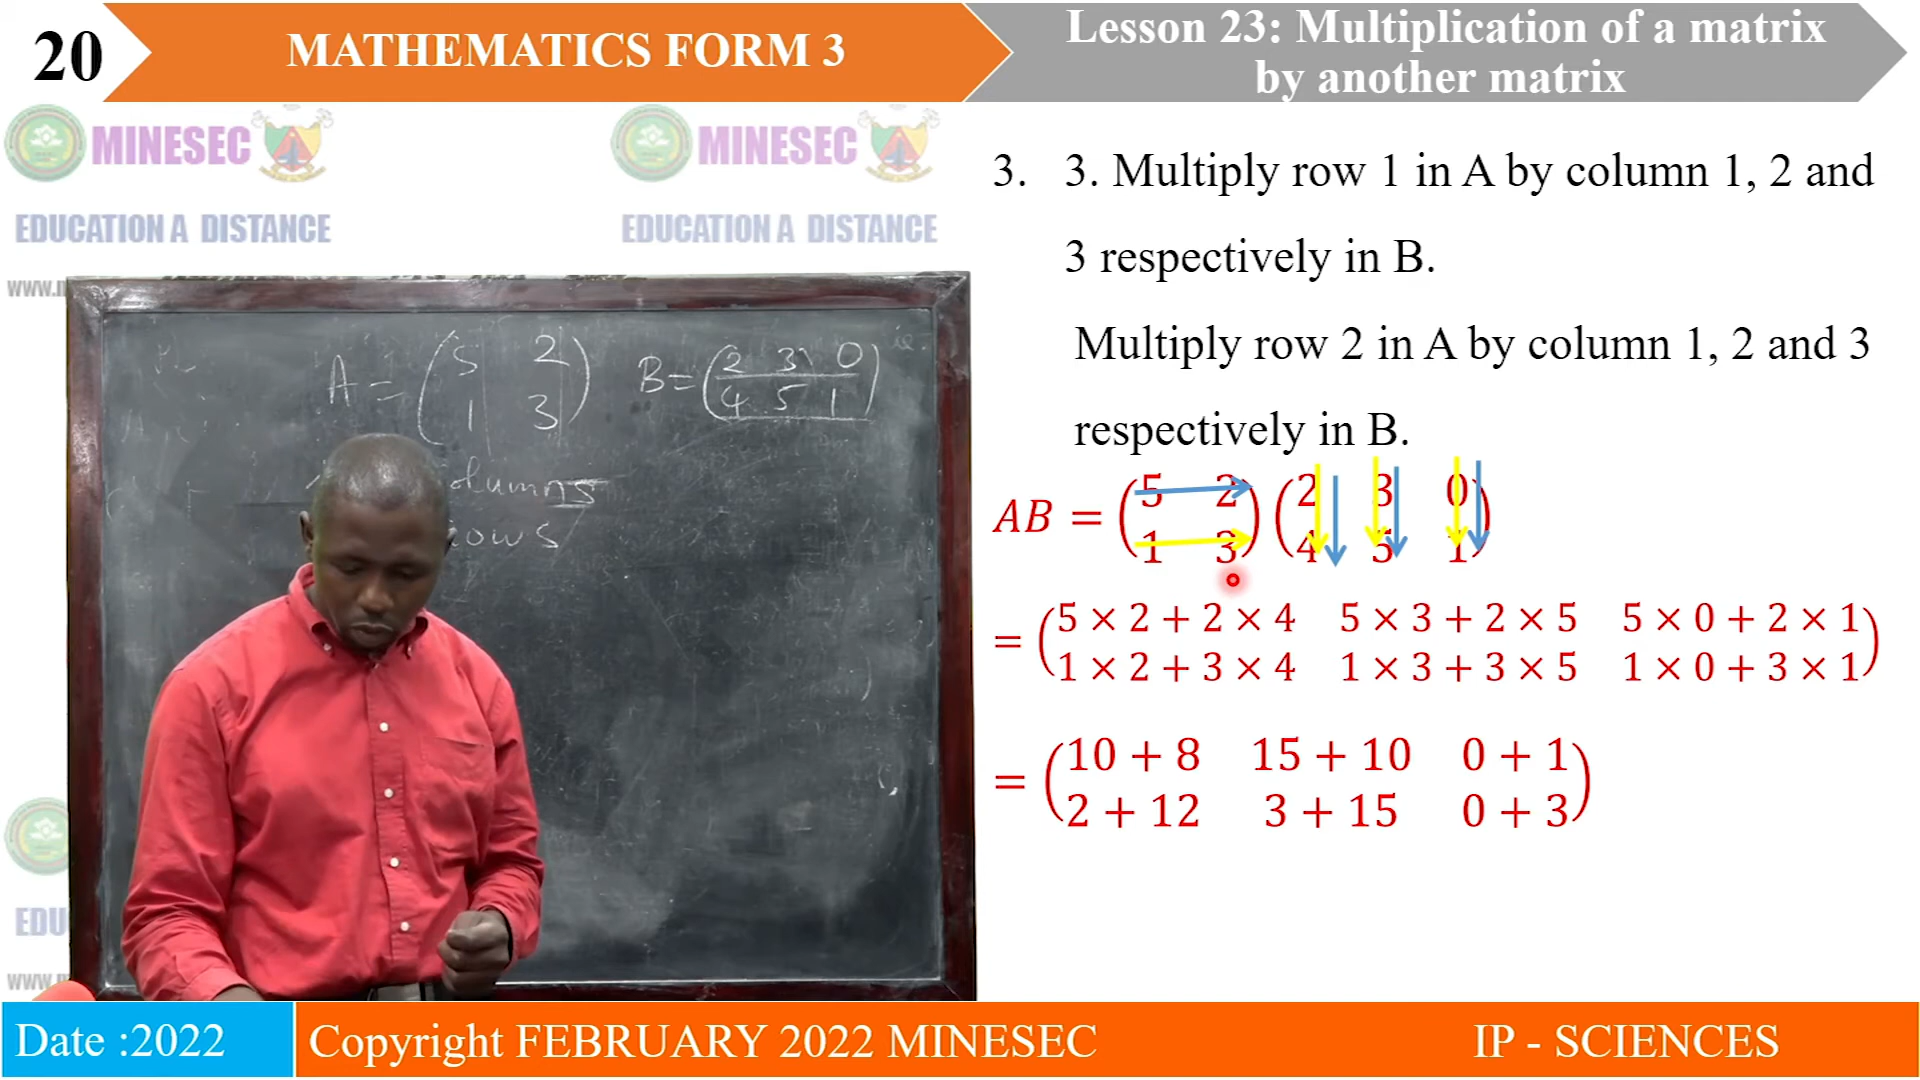 20
MATHEMATICS FORM 3
Lesson 23: Multiplication of a matrix
by another matrix
MINESEC
MINESEC
EDUCATION A DISTANCE
EDUCATION A DISTANCE
www.m
A = (5 2
1 3)
B = (2 3 0
4 5 1)
ie.
olumns
rows
3. 3. Multiply row 1 in A by column 1, 2 and
3 respectively in B.
Multiply row 2 in A by column 1, 2 and 3
respectively in B.
AB = (5 2) (2 3 0)
(1 3) (4 5 1)
= (5 × 2 + 2 × 4 5 × 3 + 2 × 5 5 × 0 + 2 × 1)
(1 × 2 + 3 × 4 1 × 3 + 3 × 5 1 × 0 + 3 × 1)
= (10 + 8 15 + 10 0 + 1)
(2 + 12 3 + 15 0 + 3)
EDU
www.m
Date :2022
Copyright FEBRUARY 2022 MINESEC
IP - SCIENCES